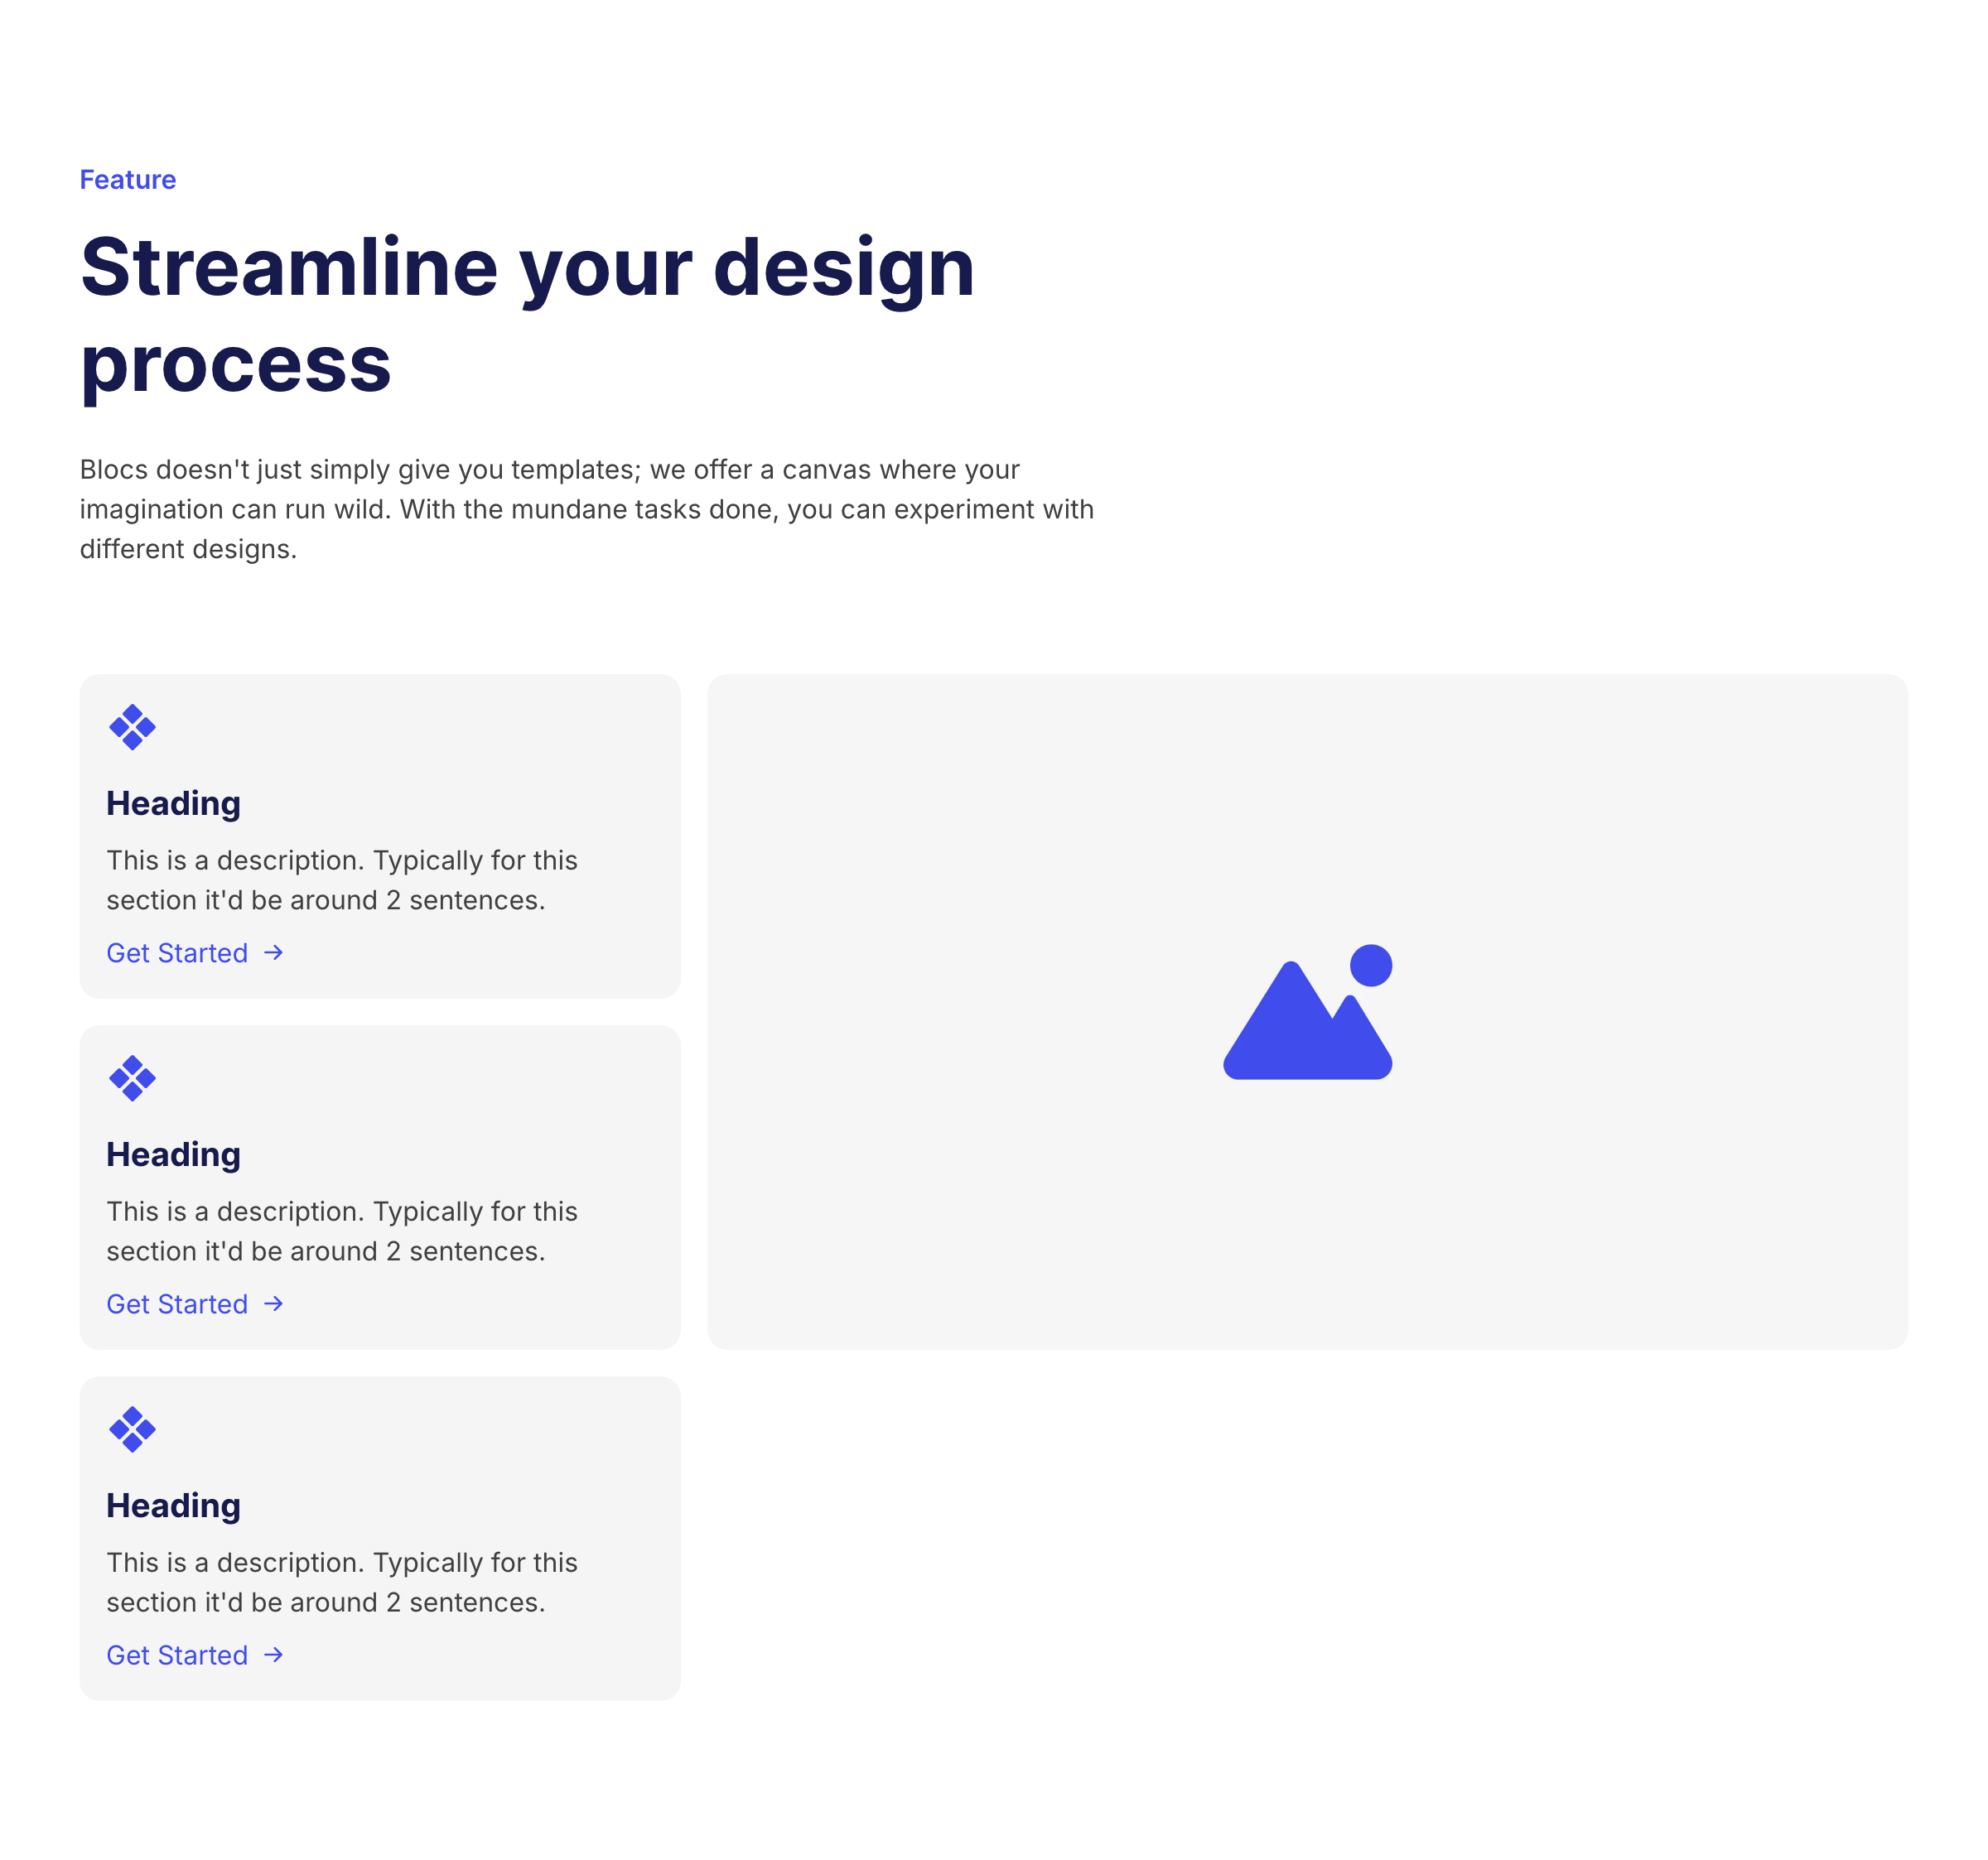 Feature
Streamline your design
process
Blocs doesn't just simply give you templates; we offer a canvas where your
imagination can run wild. With the mundane tasks done, you can experiment with
different designs.
Heading
This is a description. Typically for this
section it'd be around 2 sentences.
Get Started →
Heading
This is a description. Typically for this
section it'd be around 2 sentences.
Get Started →
Heading
This is a description. Typically for this
section it'd be around 2 sentences.
Get Started →